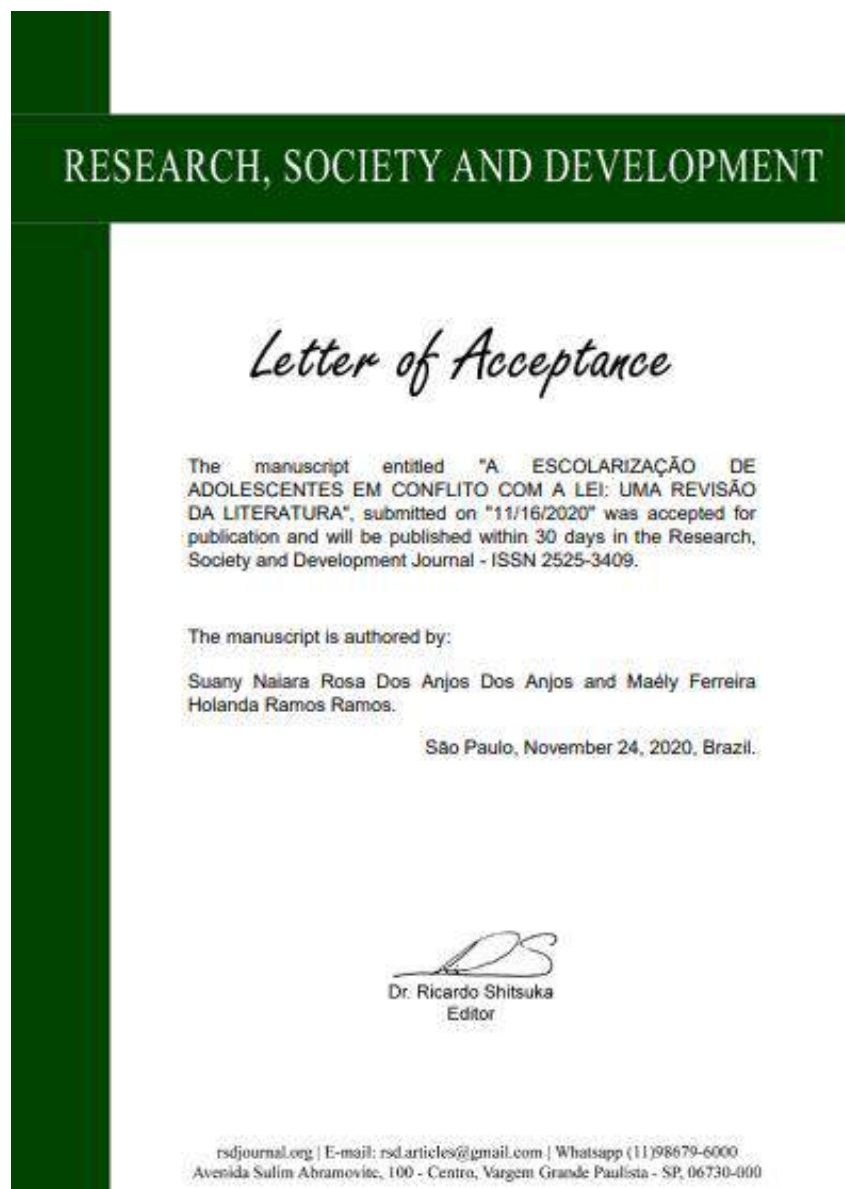 RESEARCH, SOCIETY AND DEVELOPMENT
Letter of Acceptance
The manuscript entitled "A ESCOLARIZAÇÃO DE
ADOLESCENTES EM CONFLITO COM A LEI: UMA REVISÃO
DA LITERATURA", submitted on "11/16/2020" was accepted for
publication and will be published within 30 days in the Research,
Society and Development Journal - ISSN 2525-3409.
The manuscript is authored by:
Suany Naiara Rosa Dos Anjos Dos Anjos and Maély Ferreira
Holanda Ramos Ramos.
São Paulo, November 24, 2020, Brazil.
Dr. Ricardo Shitsuka
Editor
rsdjournal.org | E-mail: rsd.articles@gmail.com | Whatsapp (11)98679-6000
Avenida Sulim Abramovitc, 100 - Centro, Vargem Grande Paulista - SP, 06730-000